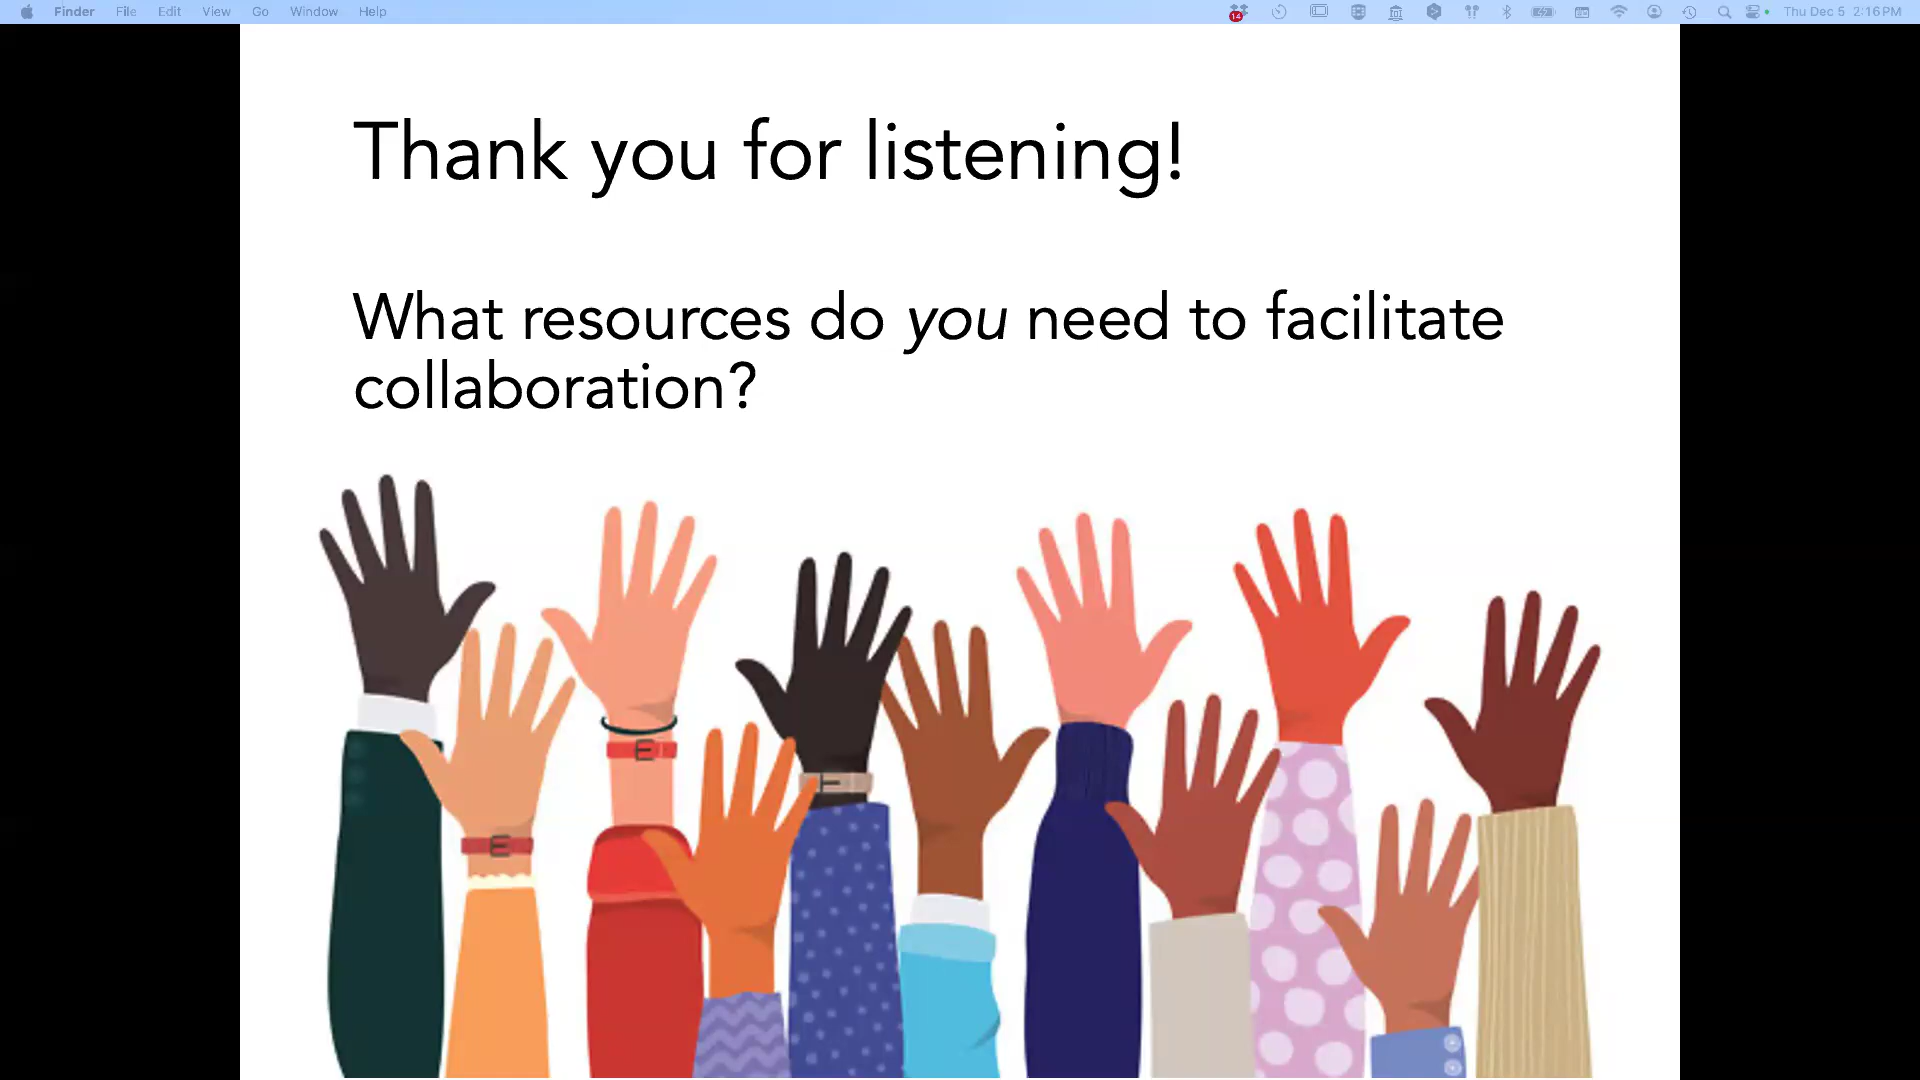 Finder File Edit View Go Window Help 14 Thu Dec 5 2:16 PM
Thank you for listening!
What resources do you need to facilitate
collaboration?